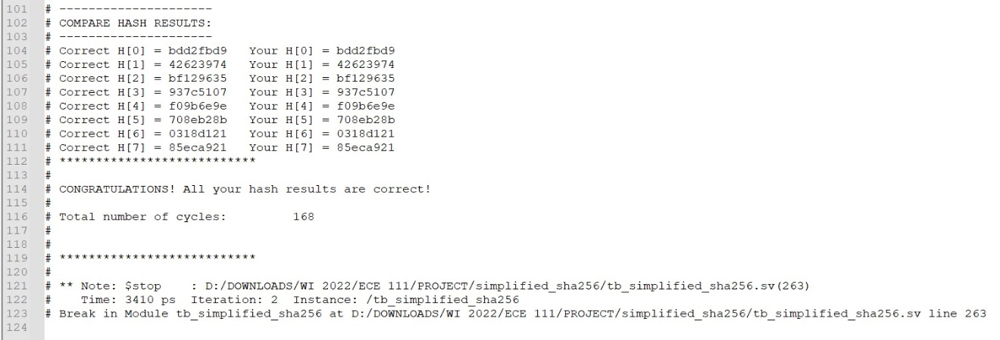 101 # ---------------------
102 # COMPARE HASH RESULTS:
103 # ---------------------
104 # Correct H[0] = bdd2fbd9   Your H[0] = bdd2fbd9
105 # Correct H[1] = 42623974   Your H[1] = 42623974
106 # Correct H[2] = bf129635   Your H[2] = bf129635
107 # Correct H[3] = 937c5107   Your H[3] = 937c5107
108 # Correct H[4] = f09b6e9e   Your H[4] = f09b6e9e
109 # Correct H[5] = 708eb28b   Your H[5] = 708eb28b
110 # Correct H[6] = 0318d121   Your H[6] = 0318d121
111 # Correct H[7] = 85eca921   Your H[7] = 85eca921
112 # ***************************
113 #
114 # CONGRATULATIONS! All your hash results are correct!
115 #
116 # Total number of cycles:         168
117 #
118 #
119 # ***************************
120 #
121 # ** Note: $stop    : D:/DOWNLOADS/WI 2022/ECE 111/PROJECT/simplified_sha256/tb_simplified_sha256.sv(263)
122 #    Time: 3410 ps  Iteration: 2  Instance: /tb_simplified_sha256
123 # Break in Module tb_simplified_sha256 at D:/DOWNLOADS/WI 2022/ECE 111/PROJECT/simplified_sha256/tb_simplified_sha256.sv line 263
124